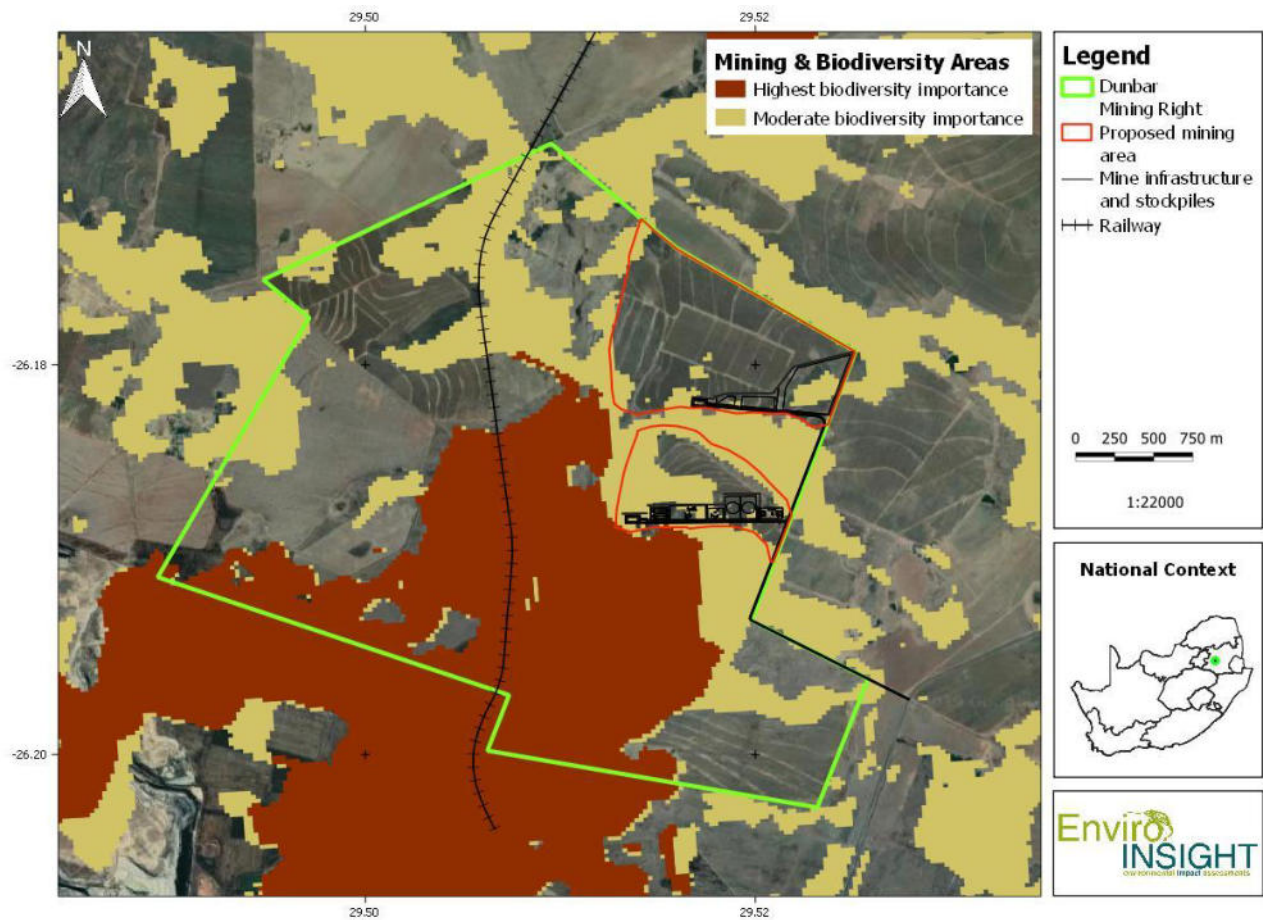 29.50
29.52
N
Mining & Biodiversity Areas
Highest biodiversity importance
Moderate biodiversity importance
-26.18
-26.20
29.50
29.52
Legend
Dunbar
Mining Right
Proposed mining
area
Mine infrastructure
and stockpiles
Railway
0 250 500 750 m
1:22000
National Context
Enviro
INSIGHT
environmental impact assessments